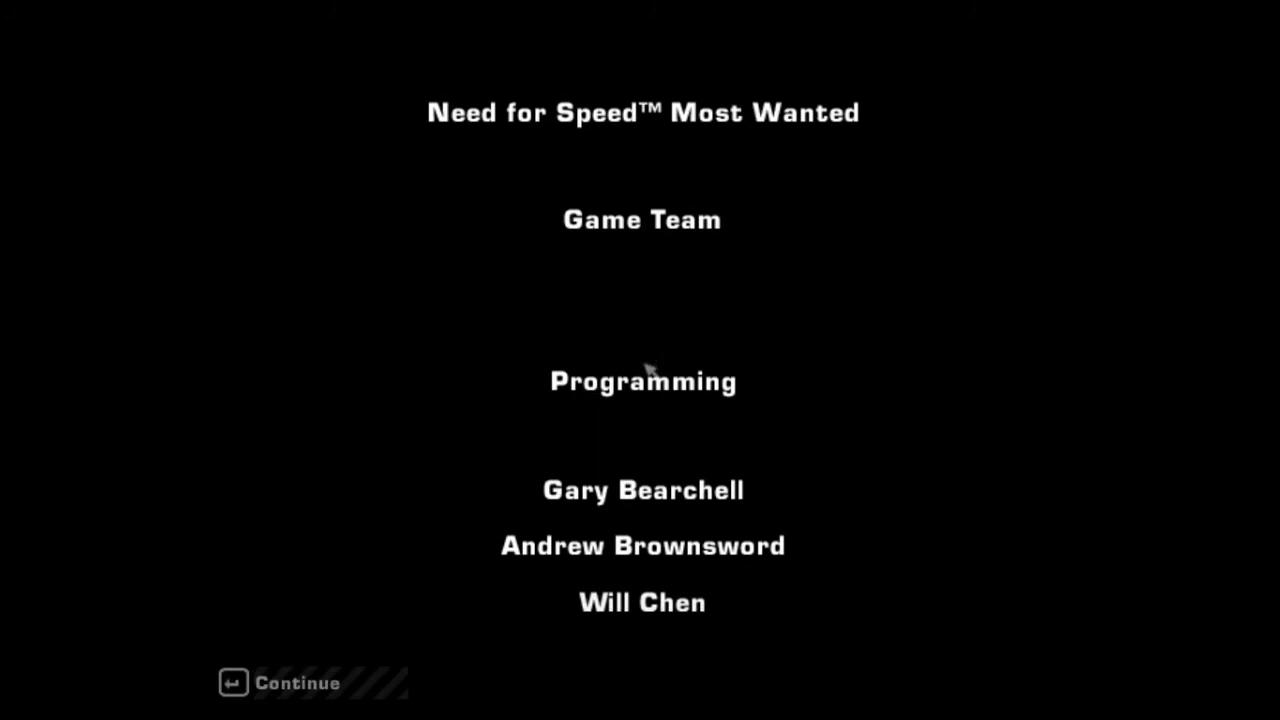 Need for Speed™ Most Wanted
Game Team
Programming
Gary Bearchell
Andrew Brownsword
Will Chen
Continue